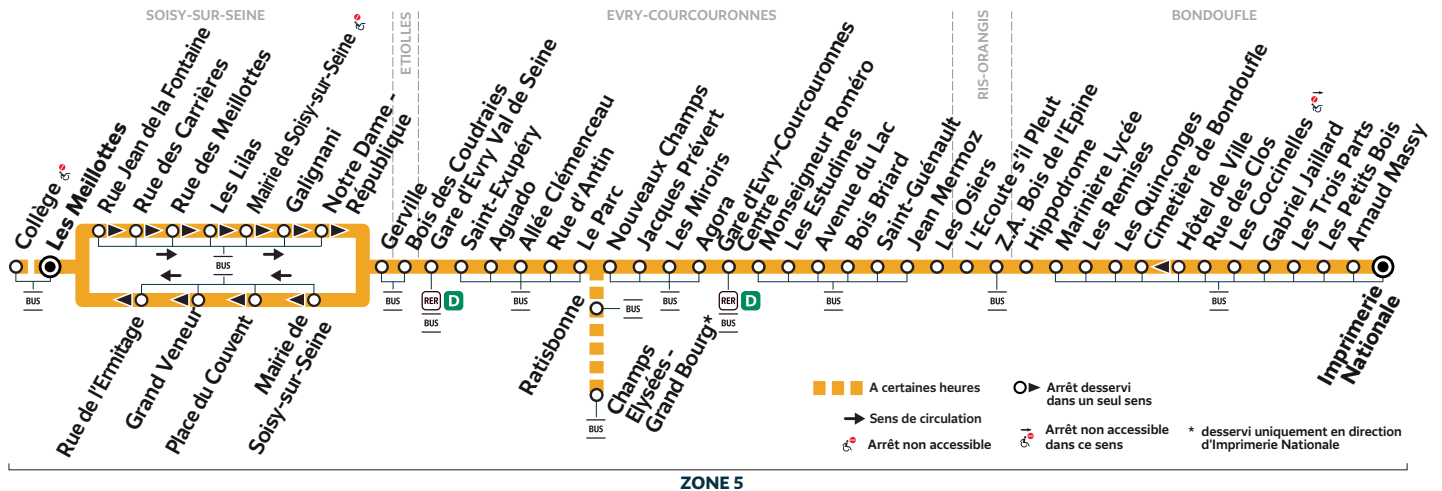 SOISY-SUR-SEINE
ETIOLLES
EVRY-COURCOURONNES
RIS-ORANGIS
BONDOUFLE
Collège
Les Meillottes
Rue Jean de la Fontaine
Rue des Carrières
Rue des Meillottes
Les Lilas
Mairie de Soisy-sur-Seine
Galignani
Notre Dame -
République
Gerville
Bois des Coudraies
Gare d'Evry Val de Seine
Saint-Exupéry
Aguado
Allée Clémenceau
Rue d'Antin
Le Parc
Nouveaux Champs
Jacques Prévert
Les Miroirs
Agora
Gare d'Evry-Courcouronnes
Centre
Monseigneur Roméro
Les Estudines
Avenue du Lac
Bois Briard
Saint-Guénault
Jean Mermoz
Les Osiers
L'Ecoute s'il Pleut
Z.A. Bois de l'Epine
Hippodrome
Marinière Lycée
Les Remises
Les Quinconges
Cimetière de Bondoufle
Hôtel de Ville
Rue des Clos
Les Coccinelles
Gabriel Jaillard
Les Trois Parts
Les Petits Bois
Arnaud Massy
Imprimerie
Nationale
BUS
BUS
BUS
RER D
BUS
BUS
BUS
BUS
RER D
BUS
BUS
BUS
BUS
BUS
Rue de l'Ermitage
Grand Veneur
Place du Couvent
Mairie de
Soisy-sur-Seine
Ratisbonne
Champs
Elysées -
Grand Bourg*
A certaines heures
Sens de circulation
Arrêt non accessible
Arrêt desservi
dans un seul sens
Arrêt non accessible
dans ce sens
* desservi uniquement en direction
d'Imprimerie Nationale
ZONE 5